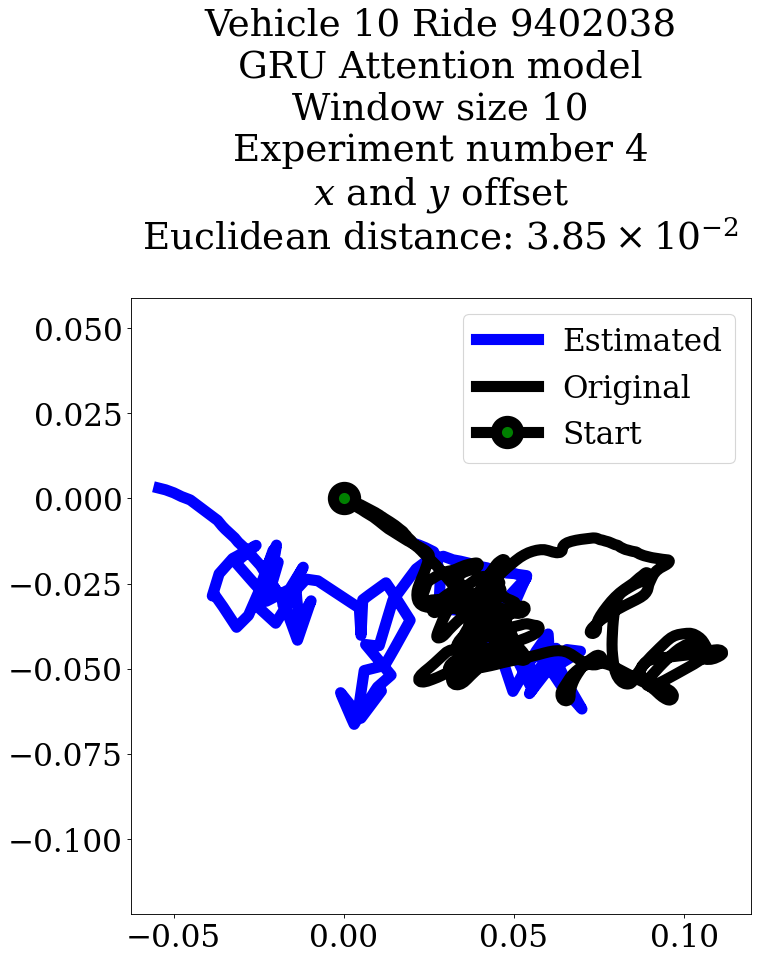 Vehicle 10 Ride 9402038
GRU Attention model
Window size 10
Experiment number 4
x and y offset
Euclidean distance: 3.85 × 10⁻²
Estimated
Original
Start
0.050
0.025
0.000
−0.025
−0.050
−0.075
−0.100
−0.05 0.00 0.05 0.10